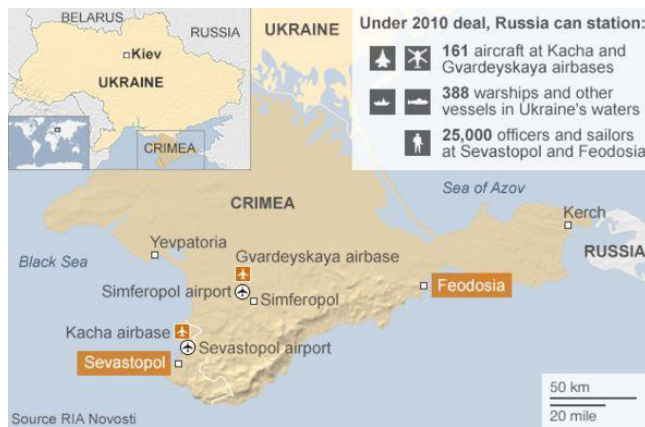 BELARUS
RUSSIA
Kiev
UKRAINE
CRIMEA
UKRAINE
Under 2010 deal, Russia can station:
161 aircraft at Kacha and
Gvardeyskaya airbases
388 warships and other
vessels in Ukraine's waters
25,000 officers and sailors
at Sevastopol and Feodosia
Sea of Azov
CRIMEA
Kerch
Yevpatoria
RUSSIA
Black Sea
Gvardeyskaya airbase
Simferopol airport
Simferopol
Feodosia
Kacha airbase
Sevastopol airport
Sevastopol
50 km
20 mile
Source RIA Novosti